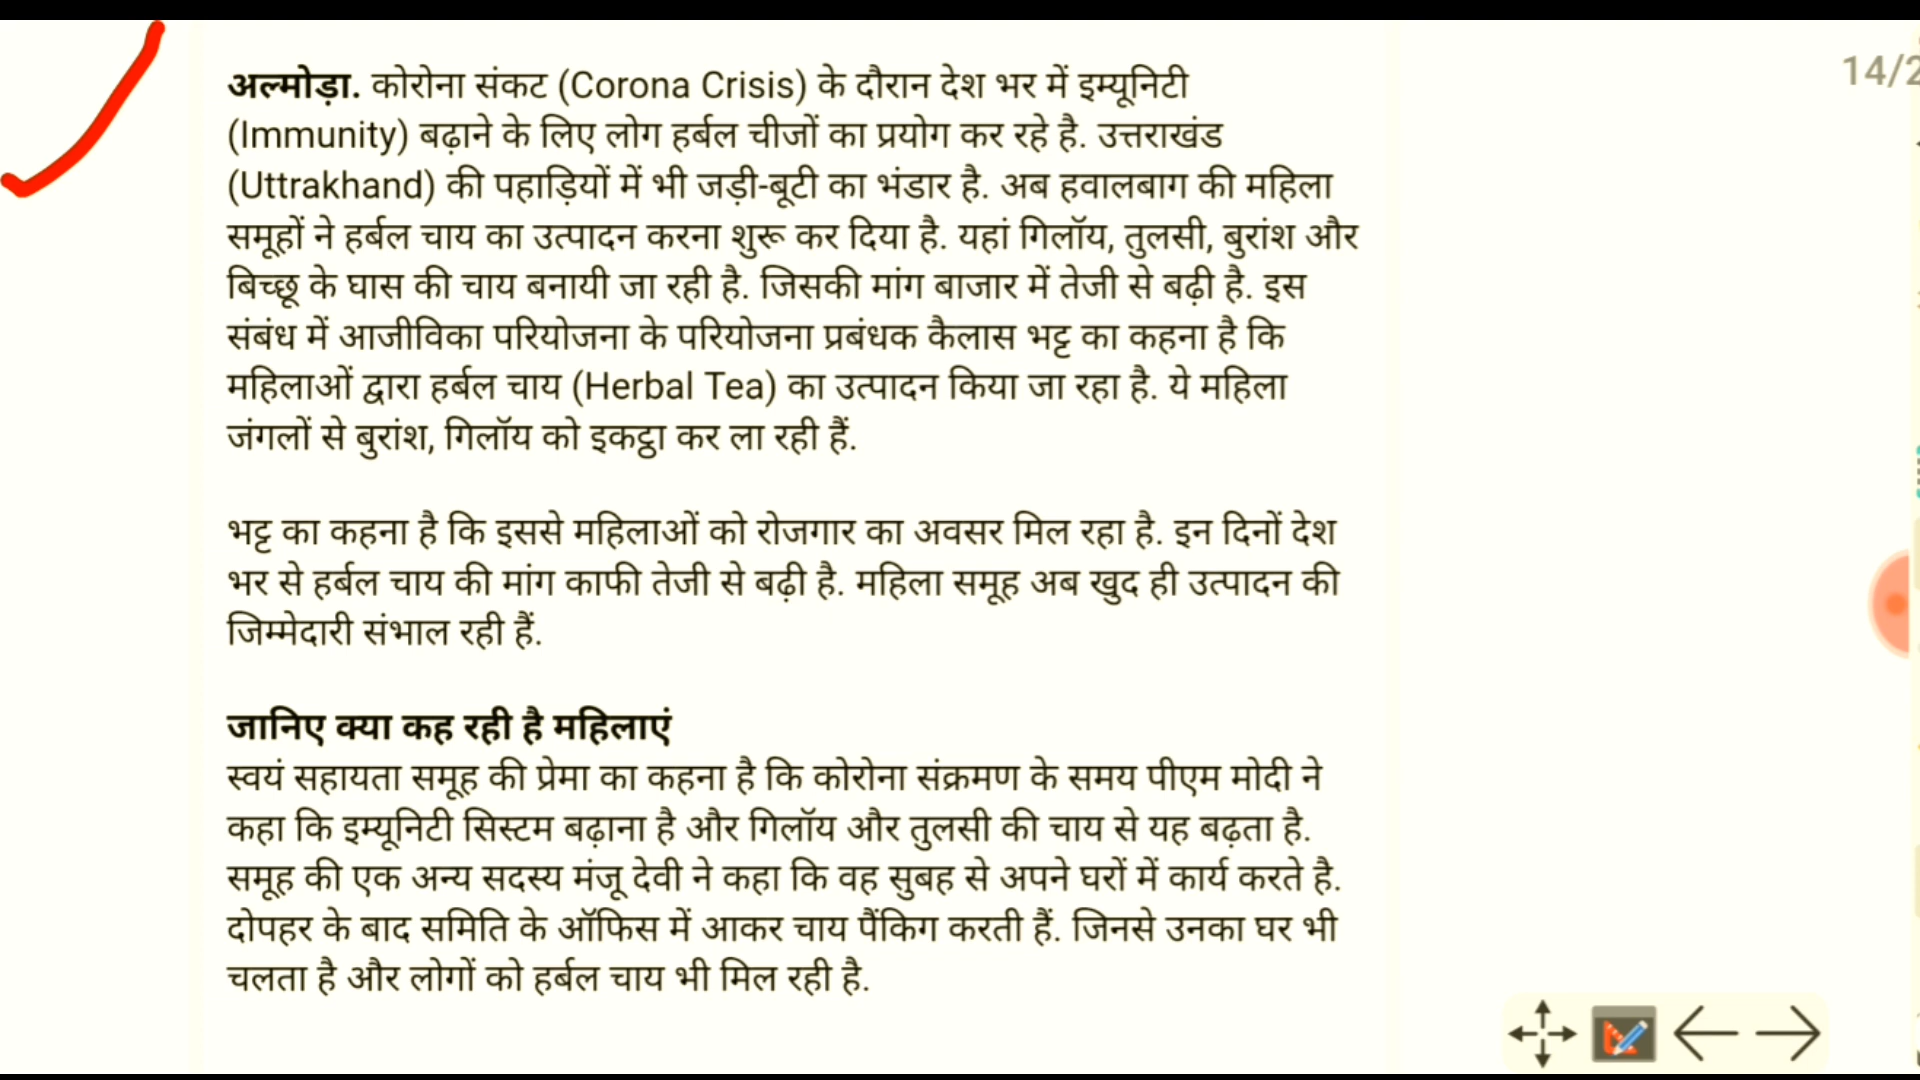 14/2
अल्मोड़ा. कोरोना संकट (Corona Crisis) के दौरान देश भर में इम्यूनिटी
(Immunity) बढ़ाने के लिए लोग हर्बल चीजों का प्रयोग कर रहे है. उत्तराखंड
(Uttrakhand) की पहाड़ियों में भी जड़ी-बूटी का भंडार है. अब हवालबाग की महिला
समूहों ने हर्बल चाय का उत्पादन करना शुरू कर दिया है. यहां गिलॉय, तुलसी, बुरांश और
बिच्छू के घास की चाय बनायी जा रही है. जिसकी मांग बाजार में तेजी से बढ़ी है. इस
संबंध में आजीविका परियोजना के परियोजना प्रबंधक कैलास भट्ट का कहना है कि
महिलाओं द्वारा हर्बल चाय (Herbal Tea) का उत्पादन किया जा रहा है. ये महिला
जंगलों से बुरांश, गिलॉय को इकट्ठा कर ला रही हैं.
भट्ट का कहना है कि इससे महिलाओं को रोजगार का अवसर मिल रहा है. इन दिनों देश
भर से हर्बल चाय की मांग काफी तेजी से बढ़ी है. महिला समूह अब खुद ही उत्पादन की
जिम्मेदारी संभाल रही हैं.
जानिए क्या कह रही है महिलाएं
स्वयं सहायता समूह की प्रेमा का कहना है कि कोरोना संक्रमण के समय पीएम मोदी ने
कहा कि इम्यूनिटी सिस्टम बढ़ाना है और गिलॉय और तुलसी की चाय से यह बढ़ता है.
समूह की एक अन्य सदस्य मंजू देवी ने कहा कि वह सुबह से अपने घरों में कार्य करते है.
दोपहर के बाद समिति के ऑफिस में आकर चाय पैंकिग करती हैं. जिनसे उनका घर भी
चलता है और लोगों को हर्बल चाय भी मिल रही है.